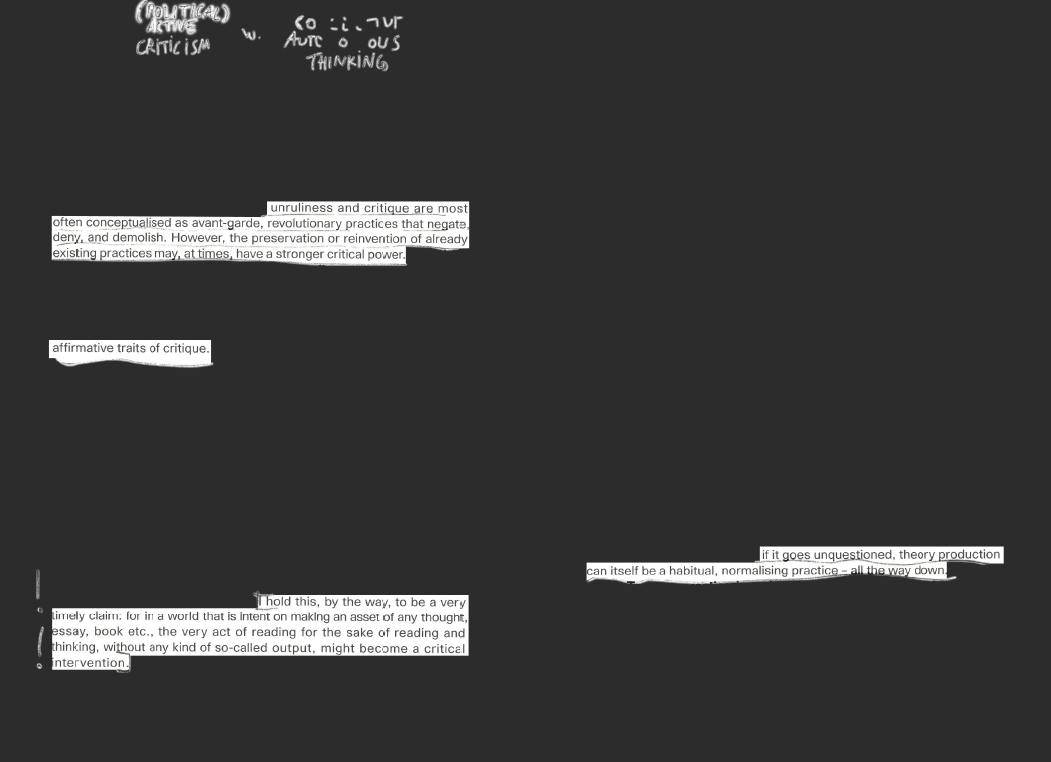 (POLITICAL)
ACTIVE
CRITICISM
w.
THINKING
unruliness and critique are most
often conceptualised as avant-garde, revolutionary practices that negate,
deny, and demolish. However, the preservation or reinvention of already
existing practices may, at times, have a stronger critical power.
affirmative traits of critique.
if it goes unquestioned, theory production
can itself be a habitual, normalising practice – all the way down.
I hold this, by the way, to be a very
timely claim: for in a world that is intent on making an asset of any thought,
essay, book etc., the very act of reading for the sake of reading and
thinking, without any kind of so-called output, might become a critical
intervention.